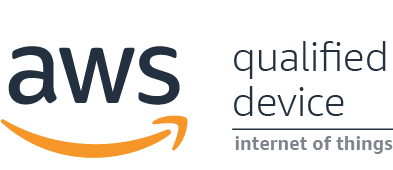 aws
qualified
device
internet of things